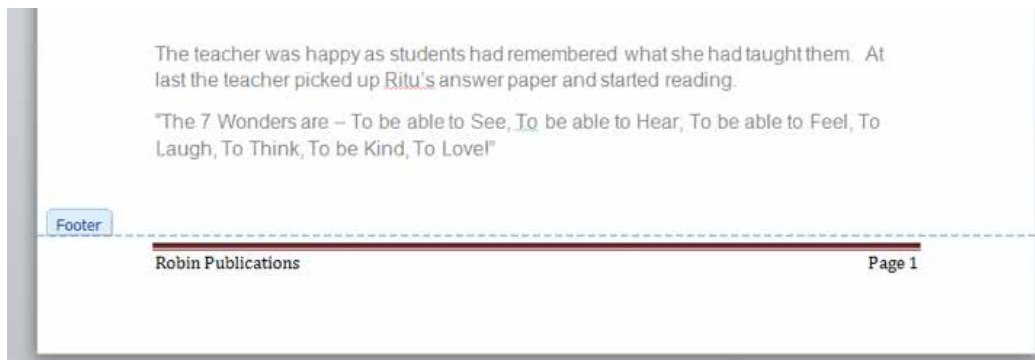 The teacher was happy as students had remembered what she had taught them. At
last the teacher picked up Ritu's answer paper and started reading.
"The 7 Wonders are – To be able to See, To be able to Hear, To be able to Feel, To
Laugh, To Think, To be Kind, To Love!"
Footer
Robin Publications Page 1